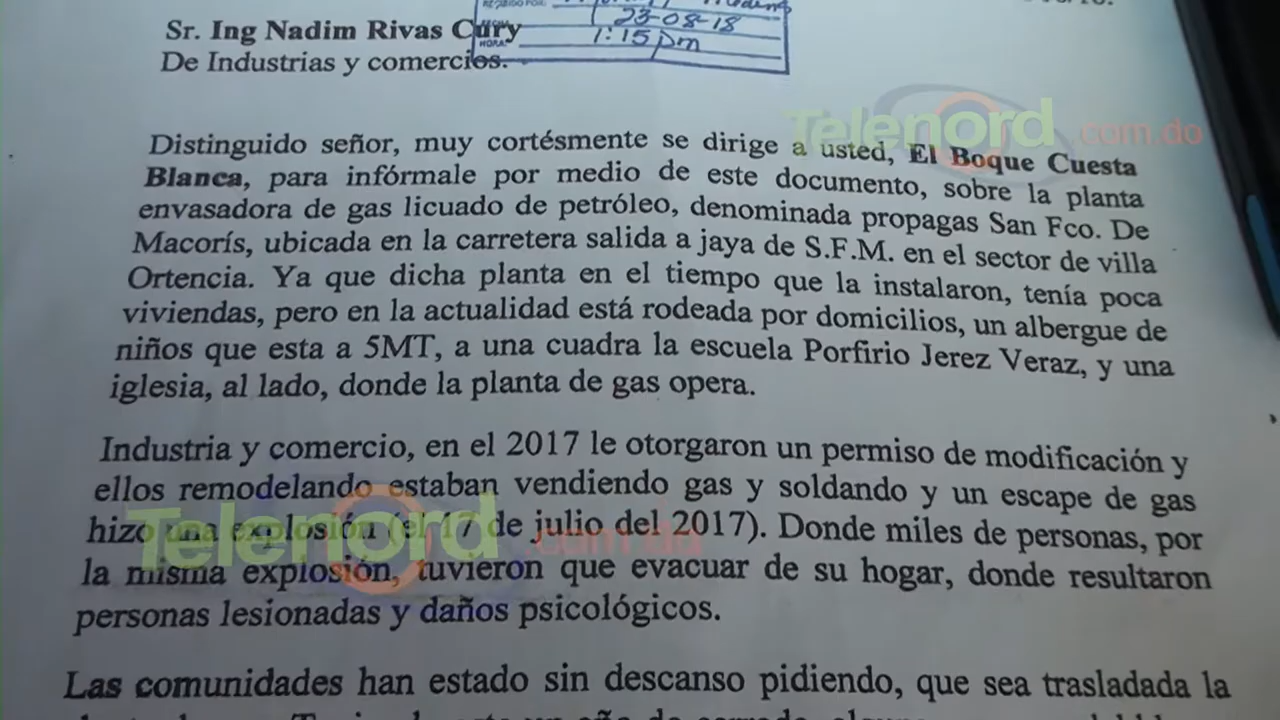 23-08-18
Sr. Ing Nadim Rivas Cury
HORA: 1:15 pm
De Industrias y comercios.
Telenord.com.do
Distinguido señor, muy cortésmente se dirige a usted, El Boque Cuesta
Blanca, para infórmale por medio de este documento, sobre la planta
envasadora de gas licuado de petróleo, denominada propagas San Fco. De
Macorís, ubicada en la carretera salida a jaya de S.F.M. en el sector de villa
Ortencia. Ya que dicha planta en el tiempo que la instalaron, tenía poca
viviendas, pero en la actualidad está rodeada por domicilios, un albergue de
niños que esta a 5MT, a una cuadra la escuela Porfirio Jerez Veraz, y una
iglesia, al lado, donde la planta de gas opera.
Industria y comercio, en el 2017 le otorgaron un permiso de modificación y
ellos remodelando estaban vendiendo gas y soldando y un escape de gas
hizo una explosión (el 17 de julio del 2017). Donde miles de personas, por
Telenord.com.do
la misma explosión, tuvieron que evacuar de su hogar, donde resultaron
personas lesionadas y daños psicológicos.
Las comunidades han estado sin descanso pidiendo, que sea trasladada la